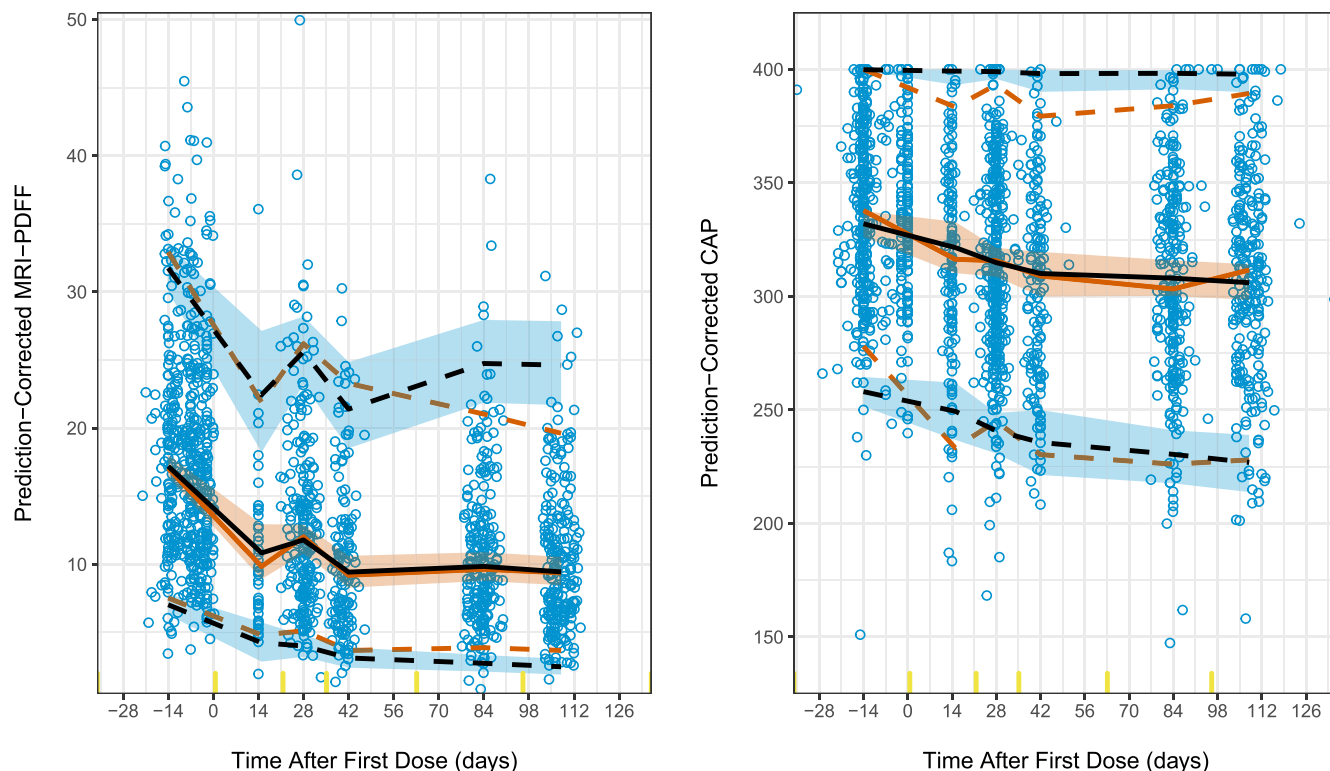 Prediction−Corrected MRI−PDFF
50
40
30
20
10
−28 −14 0 14 28 42 56 70 84 98 112
Time After First Dose (days)
Prediction−Corrected CAP
400
350
300
250
200
150
−28 −14 0 14 28 42 56 70 84 98 112 126
Time After First Dose (days)